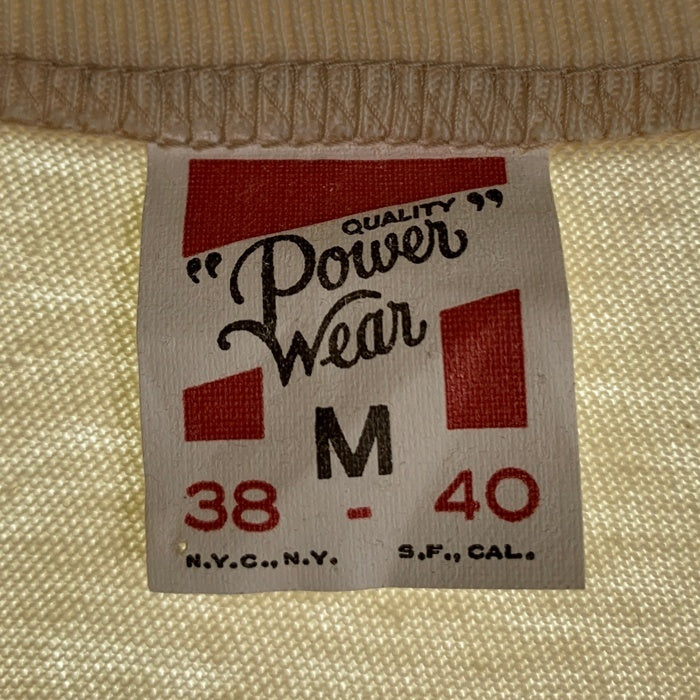 QUALITY
"Power"
Wear
M
38 - 40
N.Y.C., N.Y. S.F., CAL.